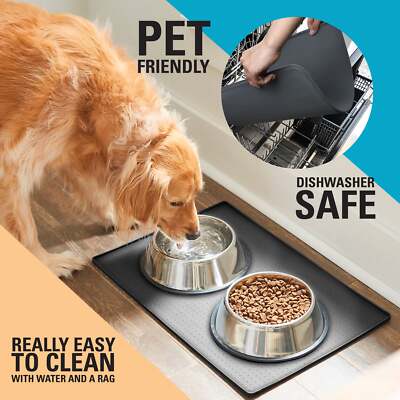 PET
FRIENDLY
DISHWASHER
SAFE
REALLY EASY
TO CLEAN
WITH WATER AND A RAG